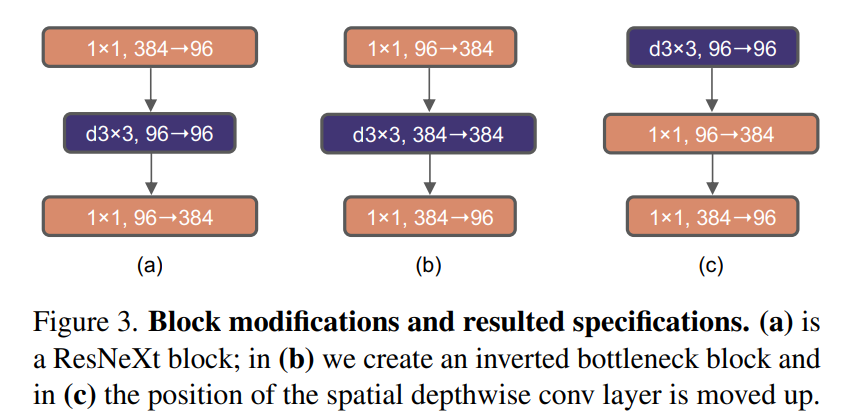 1×1, 384→96
1×1, 96→384
d3×3, 96→96
d3×3, 96→96
d3×3, 384→384
1×1, 96→384
1×1, 96→384
1×1, 384→96
1×1, 384→96
(a)
(b)
(c)
Figure 3. Block modifications and resulted specifications. (a) is
a ResNeXt block; in (b) we create an inverted bottleneck block and
in (c) the position of the spatial depthwise conv layer is moved up.